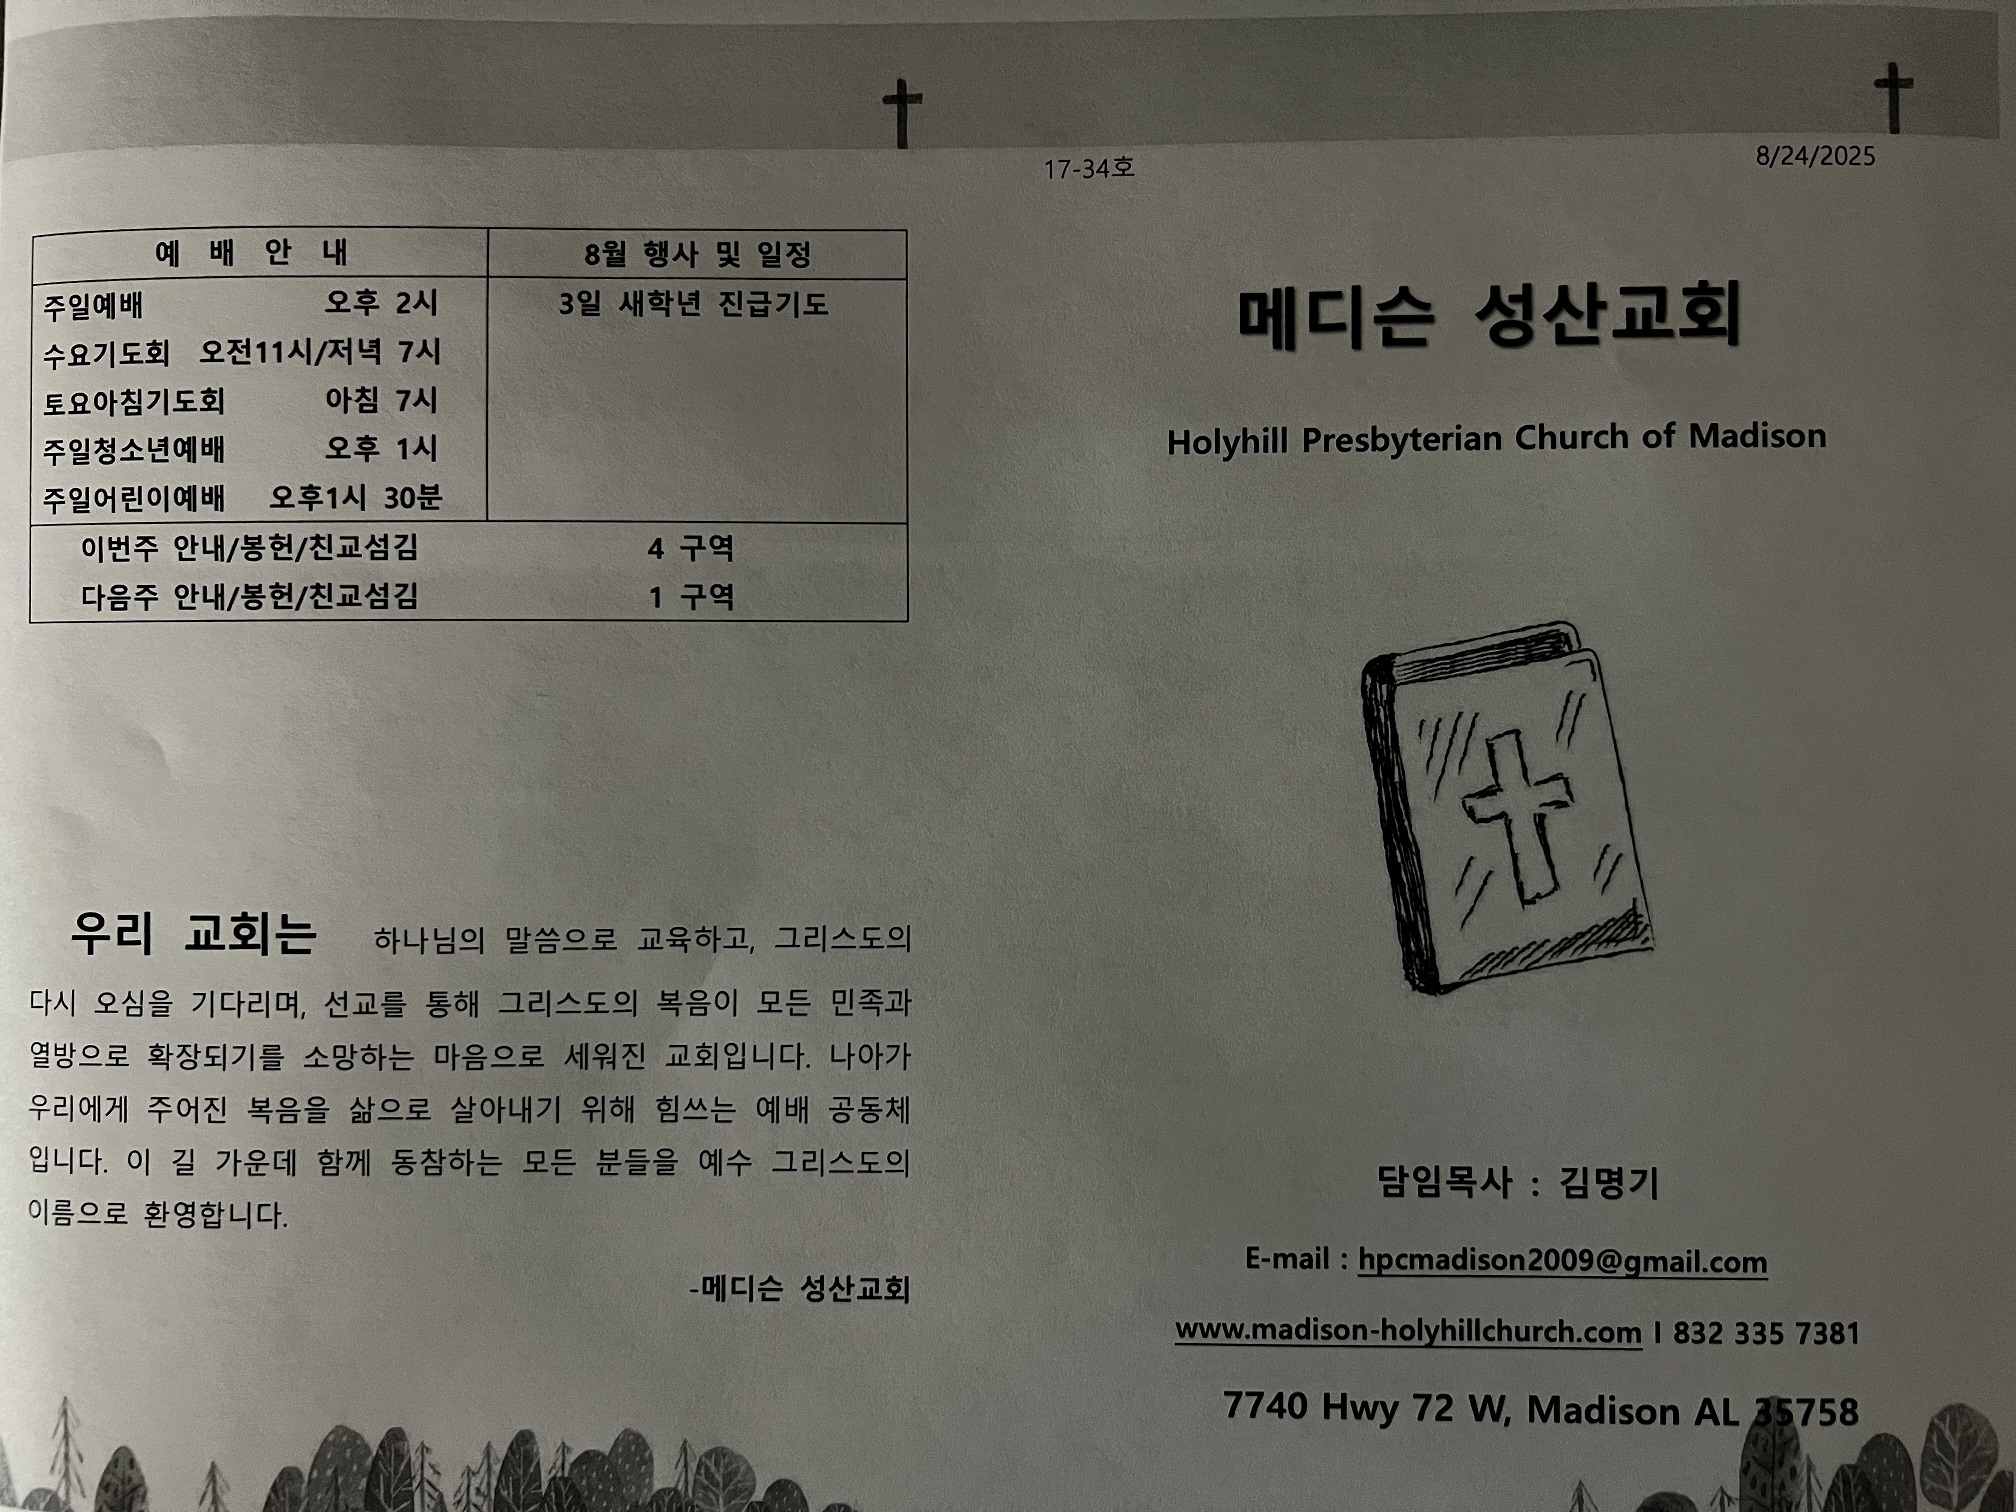 예 배 안 내 8월 행사 및 일정
주일예배 오후 2시 3일 새학년 진급기도
수요기도회 오전11시/저녁 7시
토요아침기도회 아침 7시
주일청소년예배 오후 1시
주일어린이예배 오후1시 30분
이번주 안내/봉헌/친교섬김 4 구역
다음주 안내/봉헌/친교섬김 1 구역
우리 교회는 하나님의 말씀으로 교육하고, 그리스도의
다시 오심을 기다리며, 선교를 통해 그리스도의 복음이 모든 민족과
열방으로 확장되기를 소망하는 마음으로 세워진 교회입니다. 나아가
우리에게 주어진 복음을 삶으로 살아내기 위해 힘쓰는 예배 공동체
입니다. 이 길 가운데 함께 동참하는 모든 분들을 예수 그리스도의
이름으로 환영합니다.
-메디슨 성산교회
17-34호 8/24/2025
메디슨 성산교회
Holyhill Presbyterian Church of Madison
담임목사 : 김명기
E-mail : hpcmadison2009@gmail.com
www.madison-holyhillchurch.com I 832 335 7381
7740 Hwy 72 W, Madison AL 35758